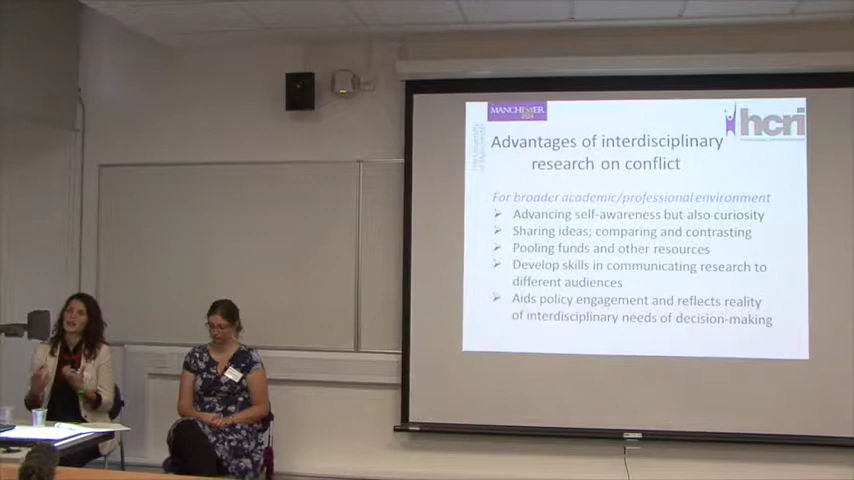 MANCHESTER
1824
hcri
Advantages of interdisciplinary
research on conflict
For broader academic/professional environment
Advancing self-awareness but also curiosity
Sharing ideas; comparing and contrasting
Pooling funds and other resources
Develop skills in communicating research to
different audiences
Aids policy engagement and reflects reality
of interdisciplinary needs of decision-making